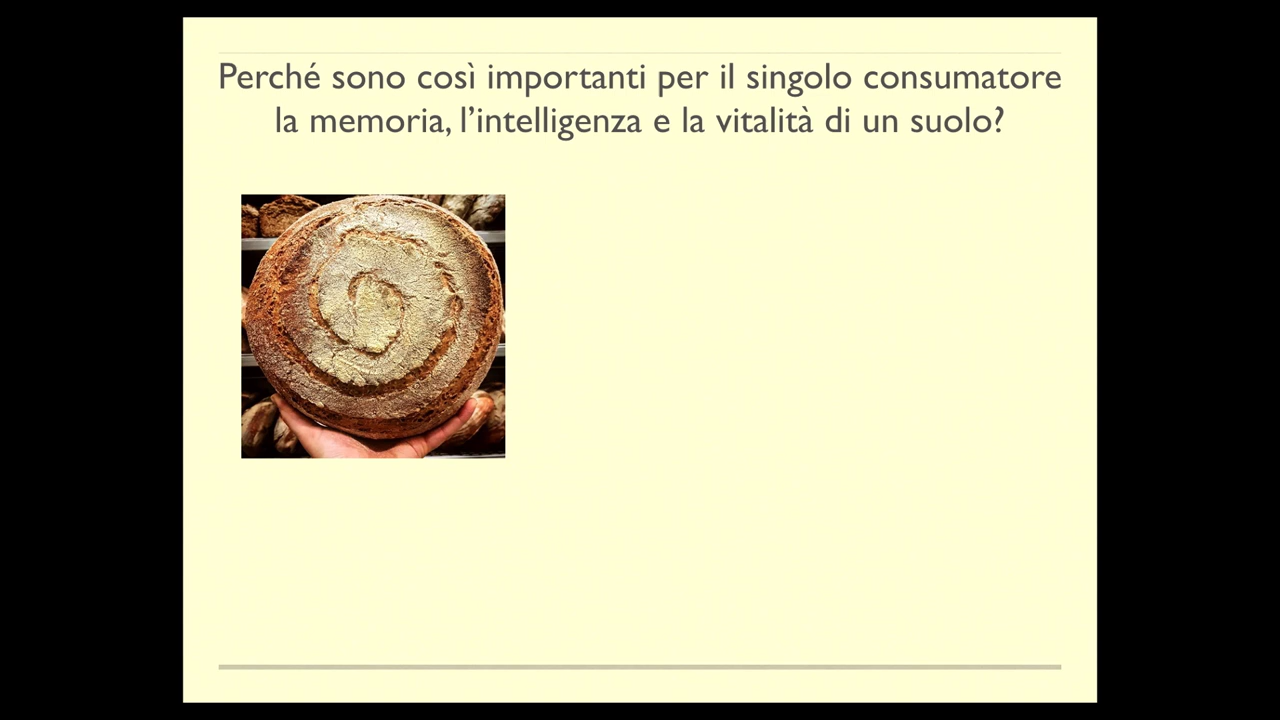 Perché sono così importanti per il singolo consumatore
la memoria, l’intelligenza e la vitalità di un suolo?